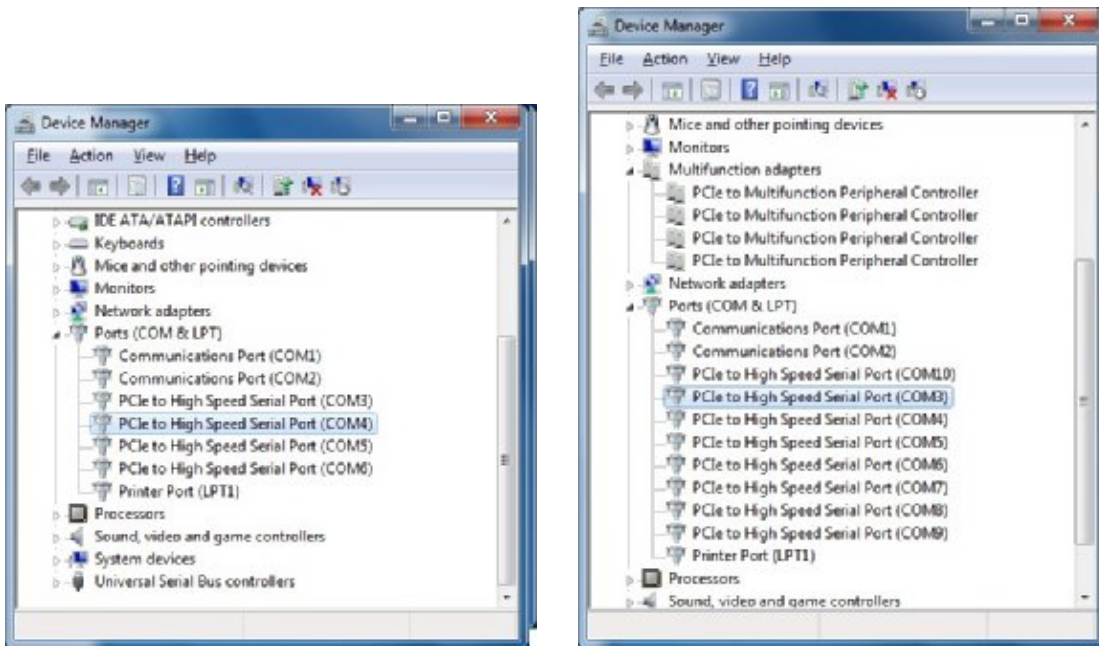 Device Manager
File Action View Help
IDE ATA/ATAPI controllers
Keyboards
Mice and other pointing devices
Monitors
Network adapters
Ports (COM & LPT)
Communications Port (COM1)
Communications Port (COM2)
PCIe to High Speed Serial Port (COM3)
PCIe to High Speed Serial Port (COM4)
PCIe to High Speed Serial Port (COM5)
PCIe to High Speed Serial Port (COM6)
Printer Port (LPT1)
Processors
Sound, video and game controllers
System devices
Universal Serial Bus controllers
Device Manager
File Action View Help
Mice and other pointing devices
Monitors
Multifunction adapters
PCIe to Multifunction Peripheral Controller
PCIe to Multifunction Peripheral Controller
PCIe to Multifunction Peripheral Controller
PCIe to Multifunction Peripheral Controller
Network adapters
Ports (COM & LPT)
Communications Port (COM1)
Communications Port (COM2)
PCIe to High Speed Serial Port (COM10)
PCIe to High Speed Serial Port (COM3)
PCIe to High Speed Serial Port (COM4)
PCIe to High Speed Serial Port (COM5)
PCIe to High Speed Serial Port (COM6)
PCIe to High Speed Serial Port (COM7)
PCIe to High Speed Serial Port (COM8)
PCIe to High Speed Serial Port (COM9)
Printer Port (LPT1)
Processors
Sound, video and game controllers